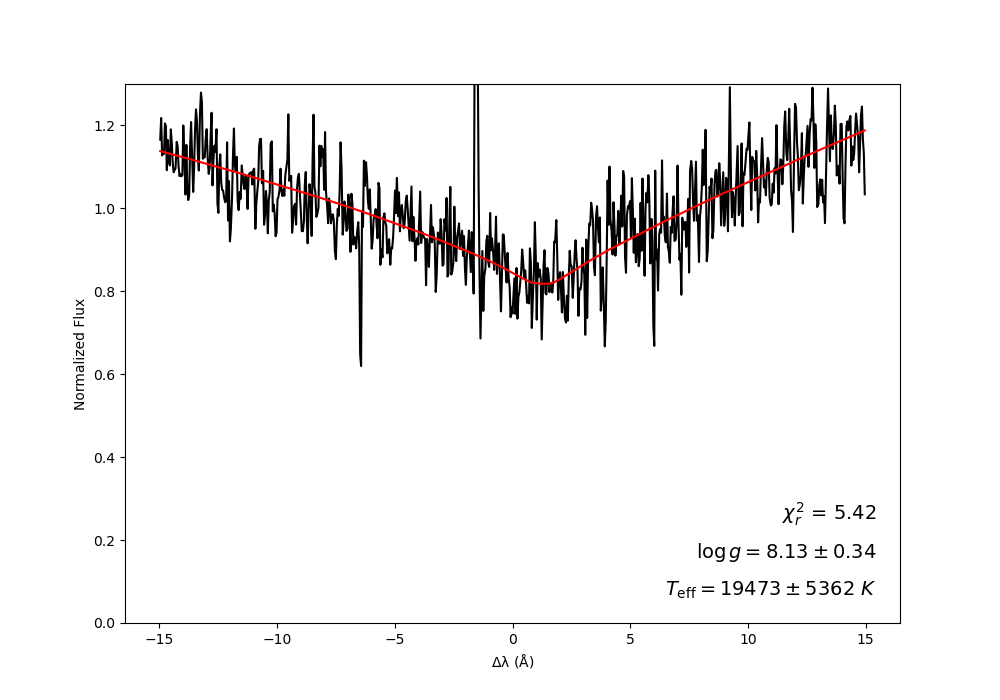 1.2
1.0
0.8
0.6
0.4
0.2
0.0
Normalized Flux
χ²ᵣ = 5.42
log g = 8.13 ± 0.34
T_eff = 19473 ± 5362 K
−15 −10 −5 0 5 10 15
Δλ (Å)